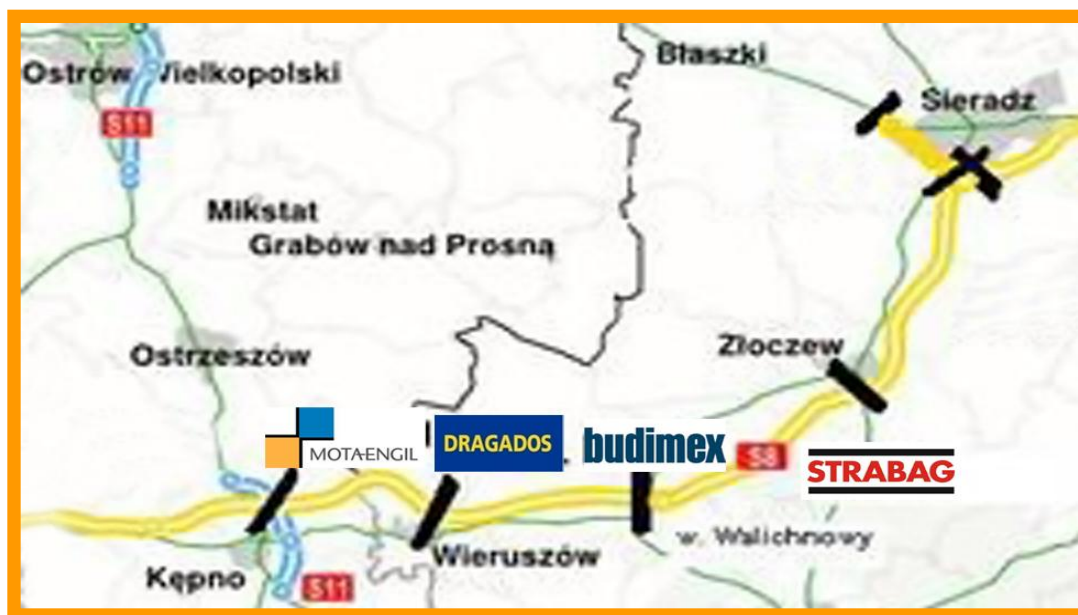 Błaszki
Ostrów Wielkopolski
Sieradz
S11
Mikstat
Grabów nad Prosną
Ostrzeszów
Złoczew
MOTA-ENGIL
DRAGADOS
budimex
S8
STRABAG
w. Walichnowy
Wieruszów
Kępno
S11